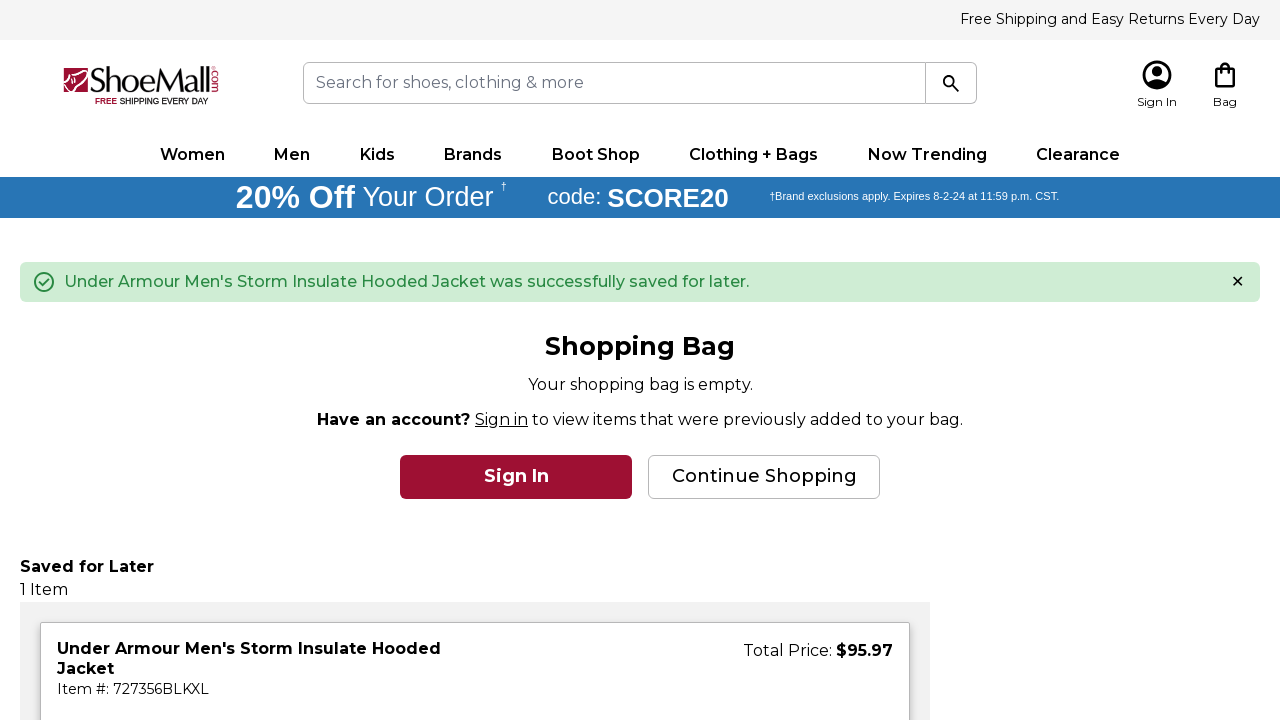 Free Shipping and Easy Returns Every Day
ShoeMall.com
FREE SHIPPING EVERY DAY
Search for shoes, clothing & more
Sign In
Bag
Women Men Kids Brands Boot Shop Clothing + Bags Now Trending Clearance
20% Off Your Order † code: SCORE20 †Brand exclusions apply. Expires 8-2-24 at 11:59 p.m. CST.
Under Armour Men's Storm Insulate Hooded Jacket was successfully saved for later.
Shopping Bag
Your shopping bag is empty.
Have an account? Sign in to view items that were previously added to your bag.
Sign In
Continue Shopping
Saved for Later
1 Item
Under Armour Men's Storm Insulate Hooded
Jacket
Total Price: $95.97
Item #: 727356BLKXL